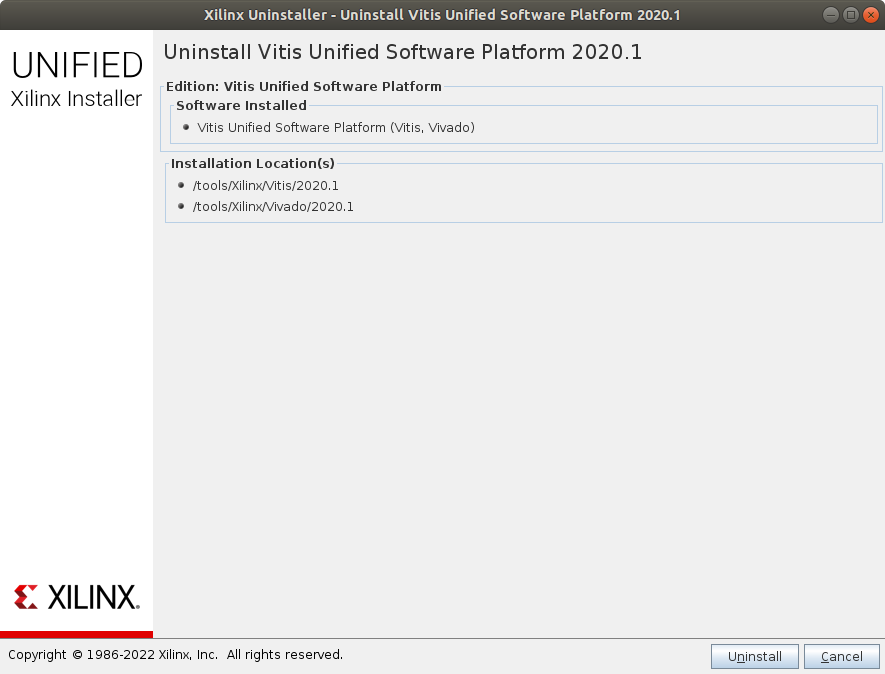 Xilinx Uninstaller - Uninstall Vitis Unified Software Platform 2020.1
UNIFIED
Xilinx Installer
Uninstall Vitis Unified Software Platform 2020.1
Edition: Vitis Unified Software Platform
Software Installed
Vitis Unified Software Platform (Vitis, Vivado)
Installation Location(s)
/tools/Xilinx/Vitis/2020.1
/tools/Xilinx/Vivado/2020.1
XILINX.
Copyright © 1986-2022 Xilinx, Inc. All rights reserved.
Uninstall
Cancel